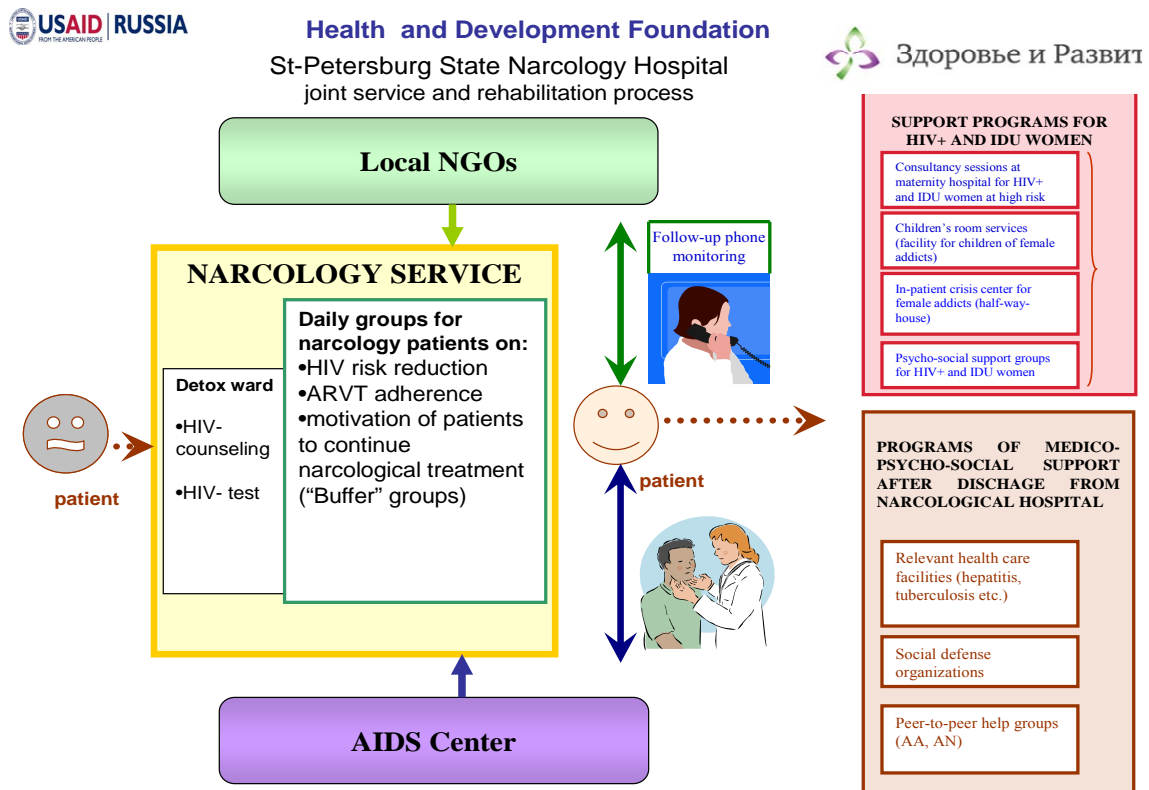 USAID | RUSSIA
FROM THE AMERICAN PEOPLE
Health and Development Foundation
St-Petersburg State Narcology Hospital
joint service and rehabilitation process
Здоровье и Развит
Local NGOs
NARCOLOGY SERVICE
Detox ward
•HIV-
counseling
•HIV- test
Daily groups for
narcology patients on:
•HIV risk reduction
•ARVT adherence
•motivation of patients
to continue
narcological treatment
(“Buffer” groups)
patient
Follow-up phone
monitoring
patient
AIDS Center
SUPPORT PROGRAMS FOR
HIV+ AND IDU WOMEN
Consultancy sessions at
maternity hospital for HIV+
and IDU women at high risk
Children’s room services
(facility for children of female
addicts)
In-patient crisis center for
female addicts (half-way-
house)
Psycho-social support groups
for HIV+ and IDU women
PROGRAMS OF MEDICO-
PSYCHO-SOCIAL SUPPORT
AFTER DISCHAGE FROM
NARCOLOGICAL HOSPITAL
Relevant health care
facilities (hepatitis,
tuberculosis etc.)
Social defense
organizations
Peer-to-peer help groups
(AA, AN)